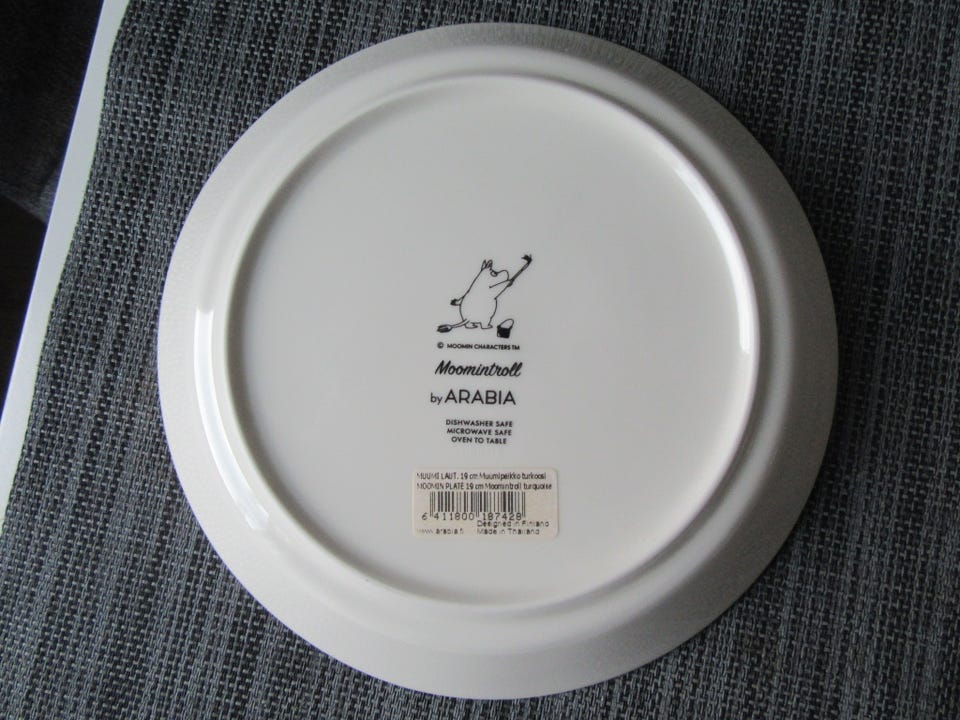 © MOOMIN CHARACTERS TM
Moomintroll
by ARABIA
DISHWASHER SAFE
MICROWAVE SAFE
OVEN TO TABLE
MUUMI LAUT. 19 cm Muumipeikko turkoosi
MOOMIN PLATE 19 cm Moomintroll turquoise
6 411800 187428
Designed in Finland
www.arabia.fi Made in Thailand